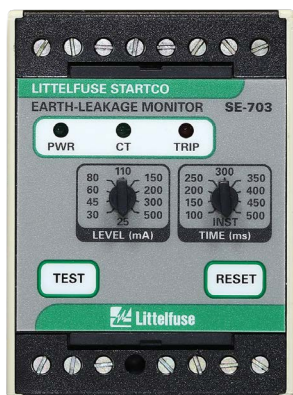 LITTELFUSE STARTCO
EARTH-LEAKAGE MONITOR SE-703
PWR CT TRIP
110 300
80 150 250 350
60 200 200 400
45 300 150 450
30 500 100 500
25 INST
LEVEL (mA) TIME (ms)
TEST RESET
Littelfuse